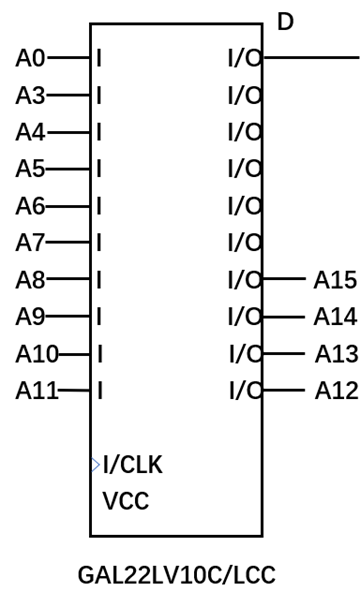 D
A0 I I/O
A3 I I/O
A4 I I/O
A5 I I/O
A6 I I/O
A7 I I/O
A8 I I/O A15
A9 I I/O A14
A10 I I/O A13
A11 I I/O A12
I/CLK
VCC
GAL22LV10C/LCC